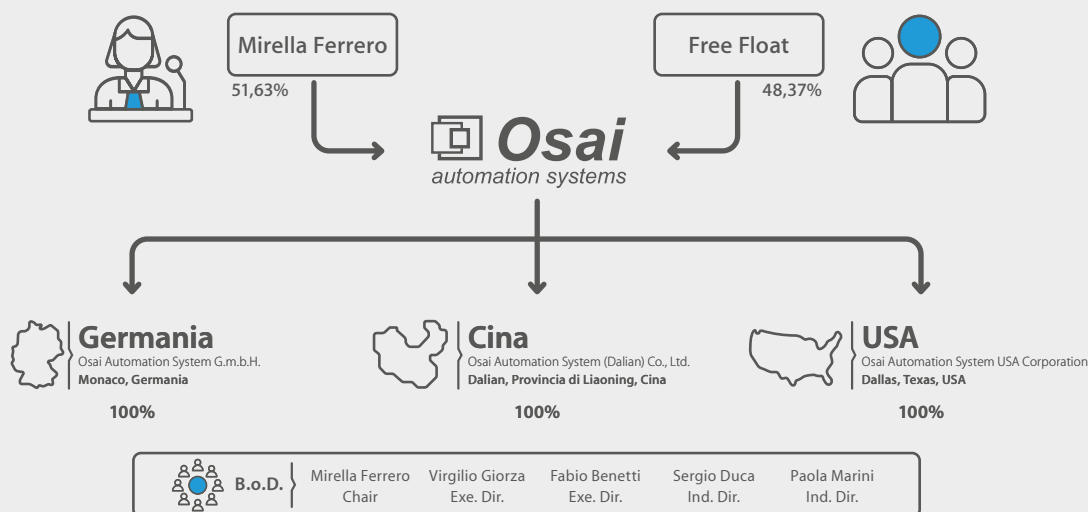 Mirella Ferrero
51,63%
Free Float
48,37%
Osai
automation systems
Germania
Osai Automation System G.m.b.H.
Monaco, Germania
100%
Cina
Osai Automation System (Dalian) Co., Ltd.
Dalian, Provincia di Liaoning, Cina
100%
USA
Osai Automation System USA Corporation
Dallas, Texas, USA
100%
B.o.D.
Mirella Ferrero
Chair
Virgilio Giorza
Exe. Dir.
Fabio Benetti
Exe. Dir.
Sergio Duca
Ind. Dir.
Paola Marini
Ind. Dir.